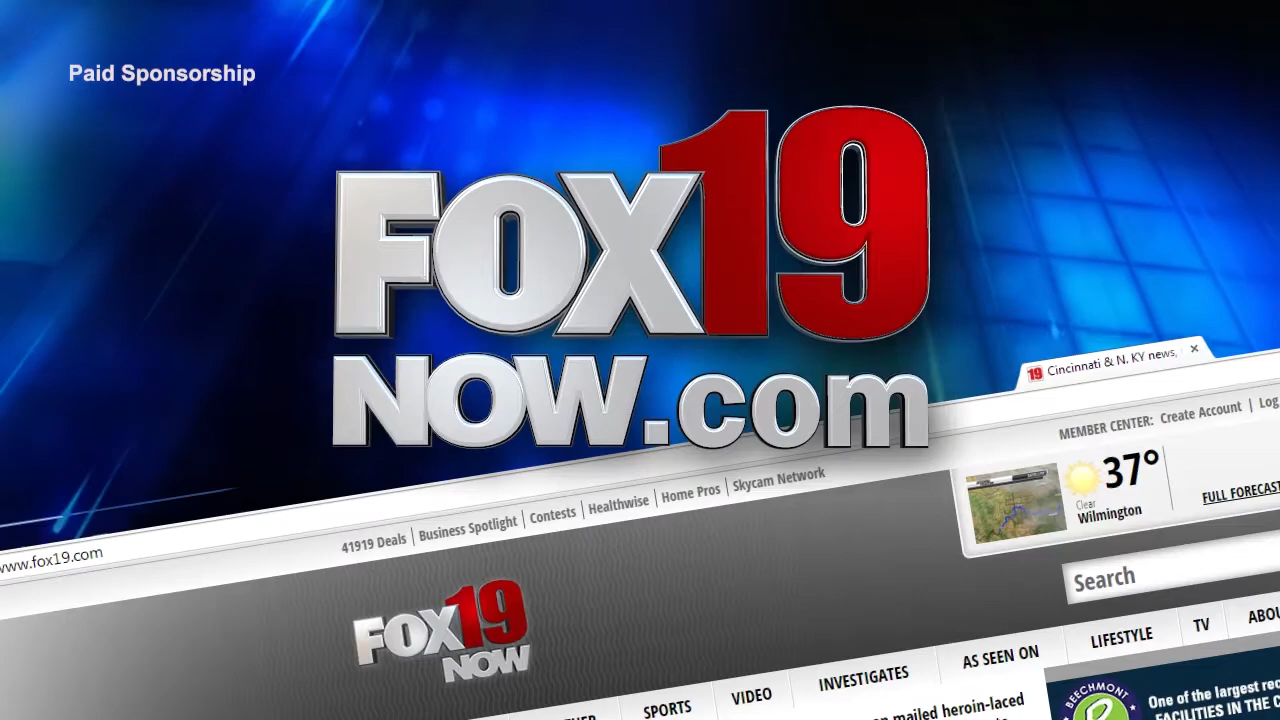 Paid Sponsorship
FOX19
NOW.com
19 Cincinnati & N. KY news, ×
MEMBER CENTER: Create Account | Log
37°
Clear
Wilmington
FULL FORECAST
41919 Deals | Business Spotlight | Contests | Healthwise | Home Pros | Skycam Network
www.fox19.com
Search
FOX19
NOW
SPORTS VIDEO INVESTIGATES AS SEEN ON LIFESTYLE TV
mailed heroin-laced
BEECHMONT
One of the largest
FACILITIES IN THE